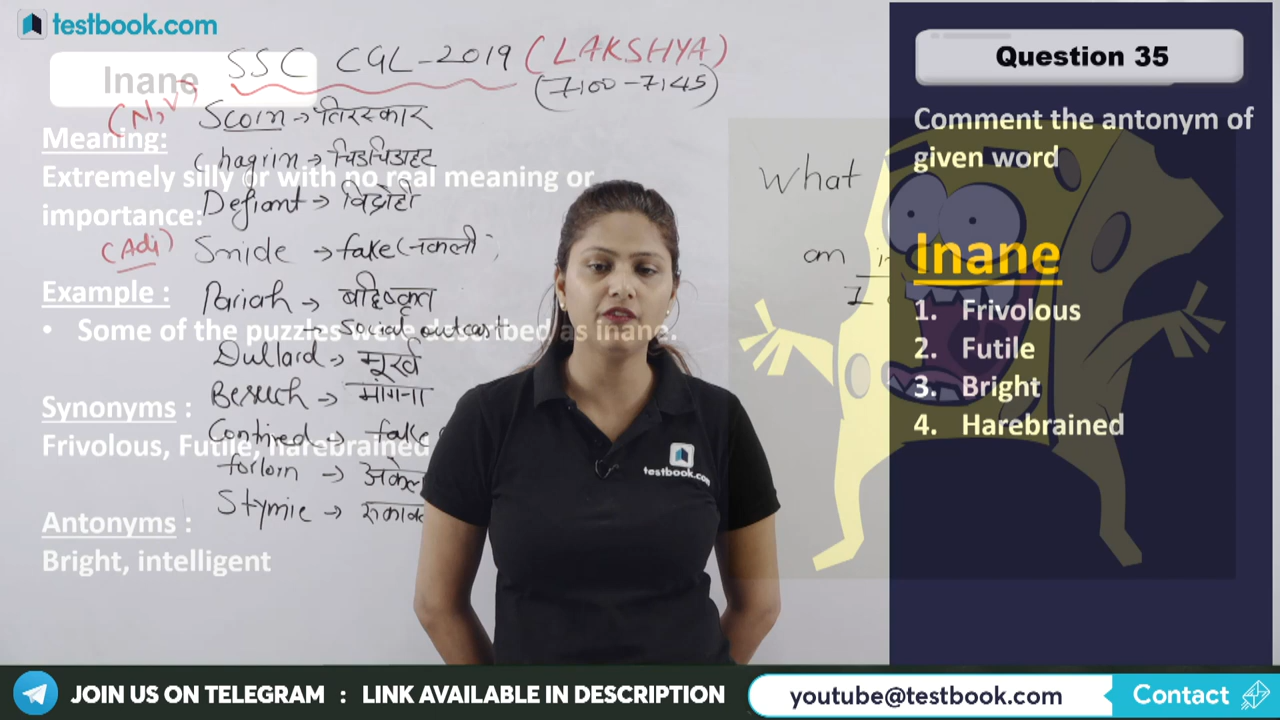 testbook.com
SSC CGL-2019 (LAKSHYA)
(7100-7145)
Inane
(N, V)
Scorn → तिरस्कार
Meaning:
Chagrin → चिडचिडाहट
Extremely silly or with no real meaning or
importance:
Defiant → विद्रोही
(Adj)
Snide → fake (नकली)
Example :
Pariah → बहिष्कृत
→ Social outcast
• Some of the puzzles were described as inane.
Dullard → मूर्ख
Beseech → मांगना
Synonyms :
Contrived → fake
Frivolous, Futile, harebrained
forlorn →
Stymie →
Antonyms :
Bright, intelligent
What
an
testbook.com
Question 35
Comment the antonym of
given word
Inane
1. Frivolous
2. Futile
3. Bright
4. Harebrained
JOIN US ON TELEGRAM : LINK AVAILABLE IN DESCRIPTION
youtube@testbook.com
Contact